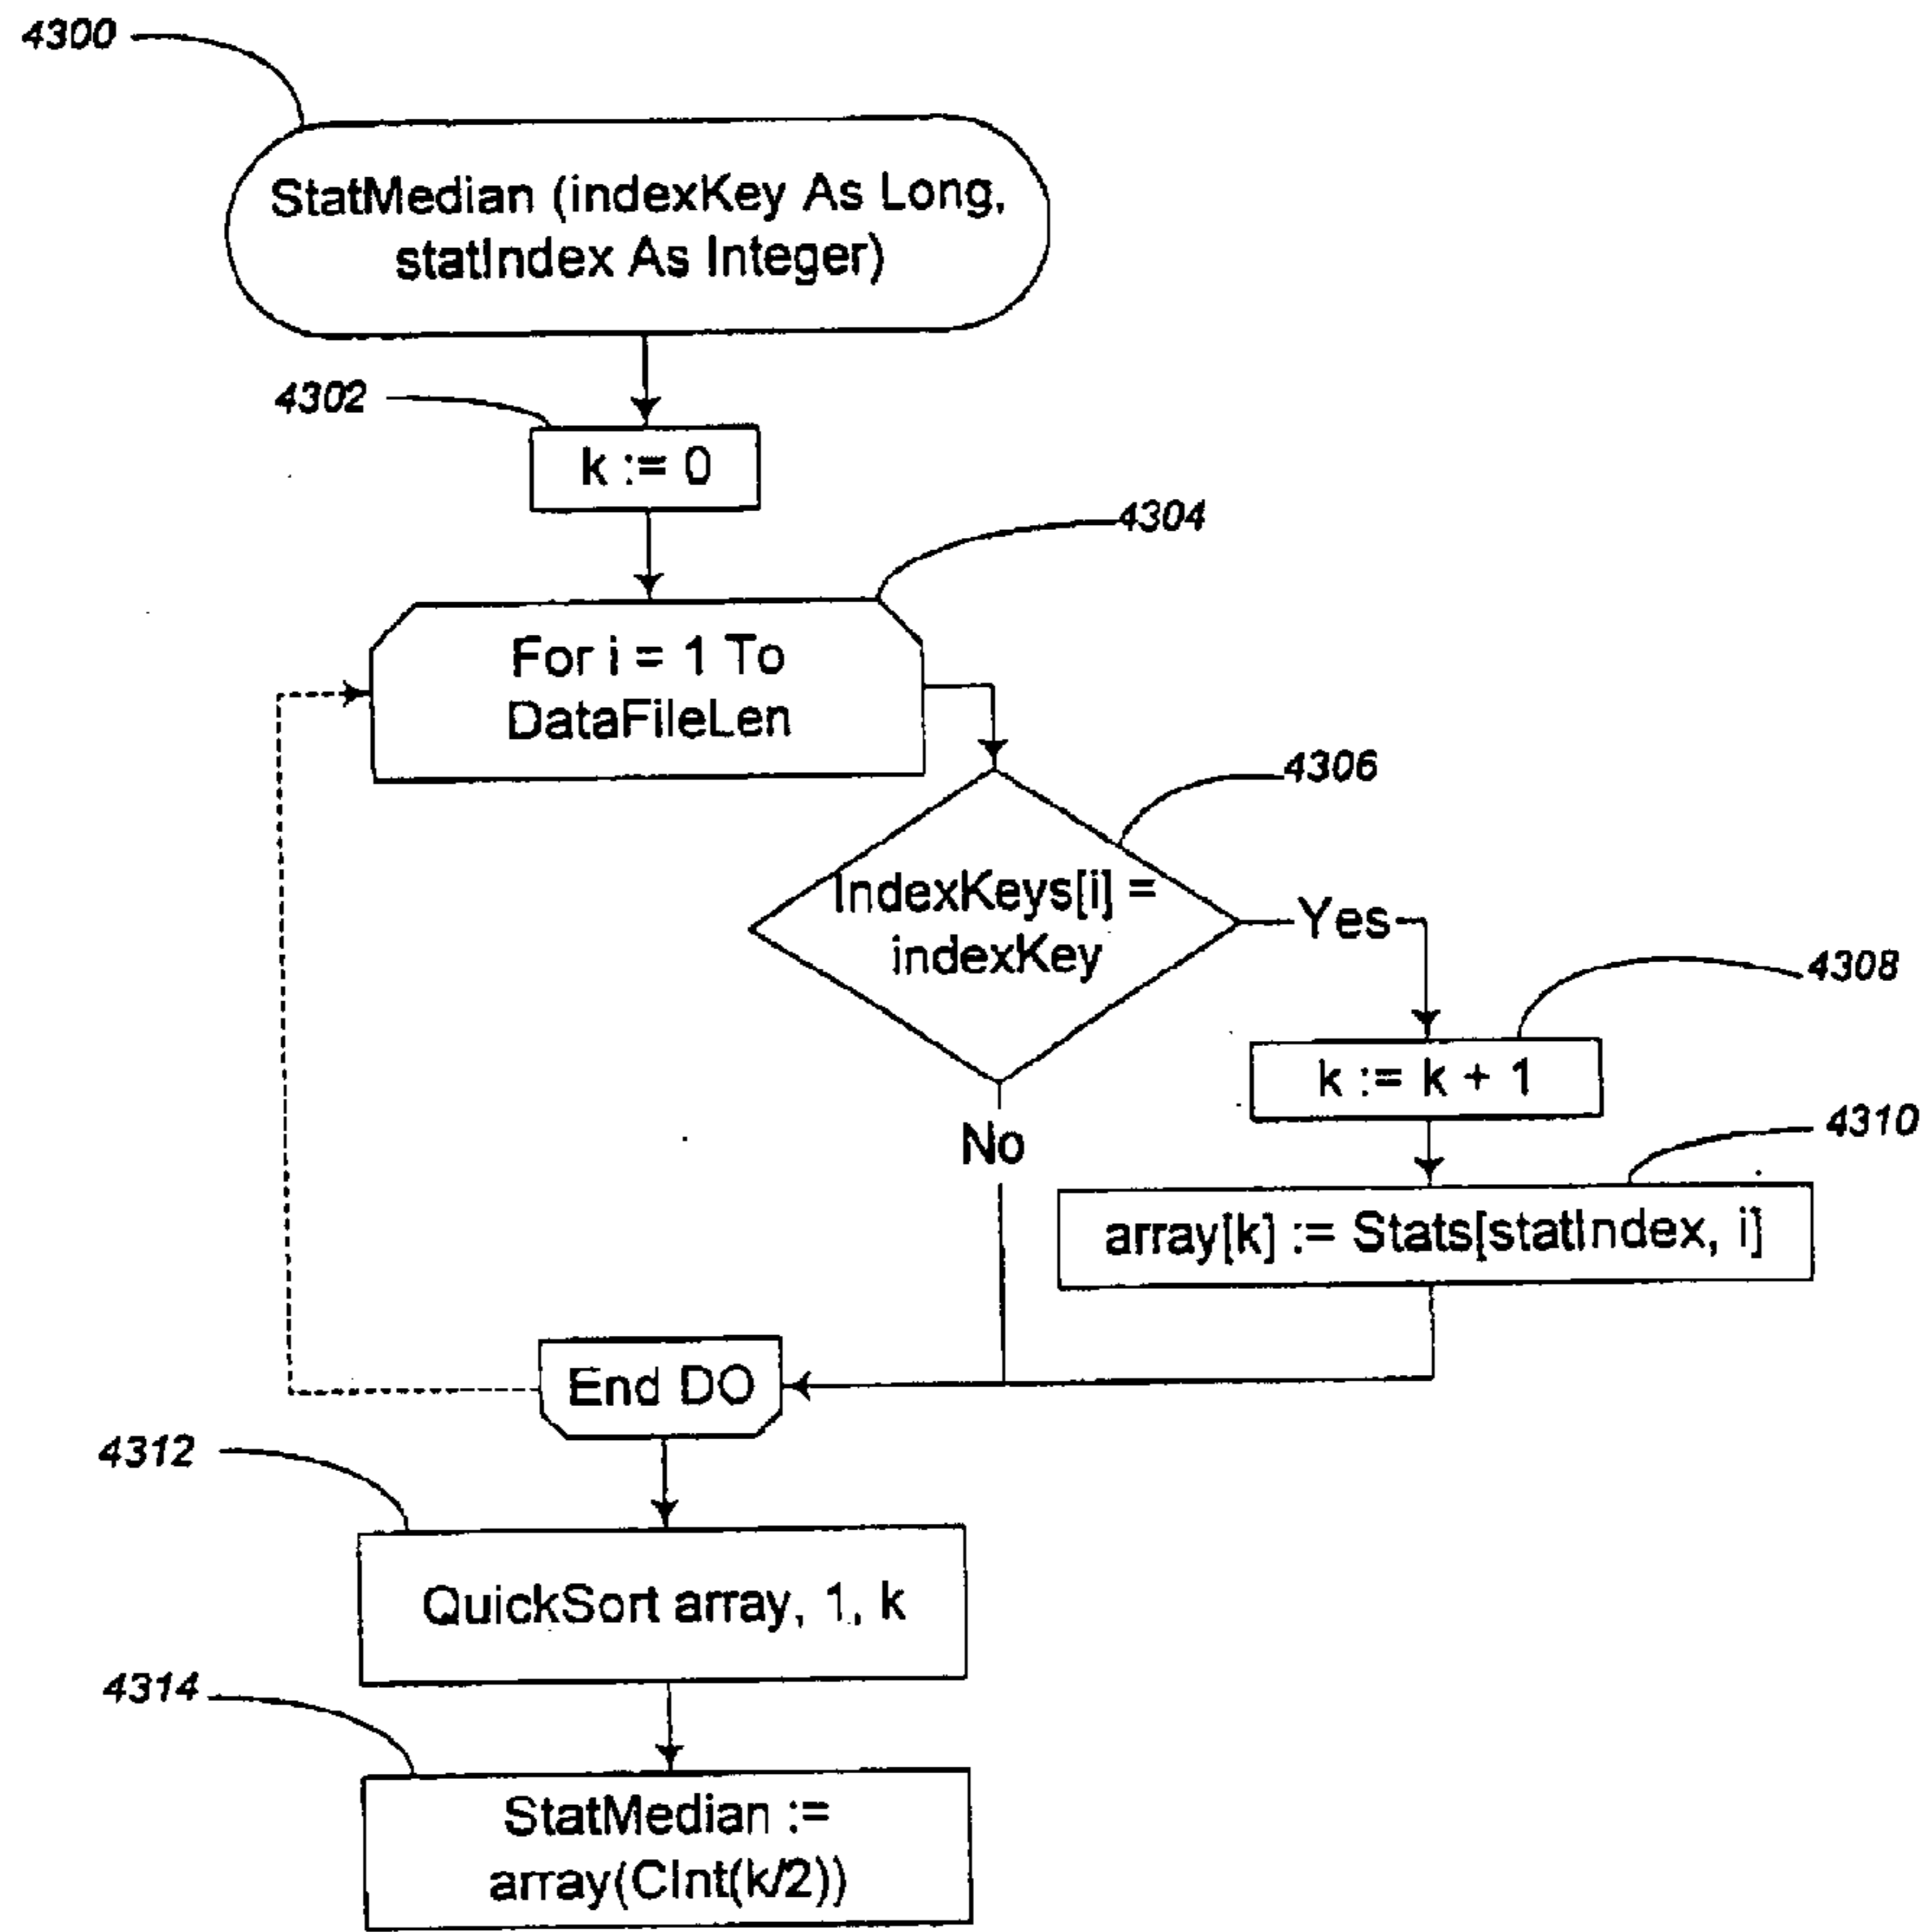 4300
StatMedian (indexKey As Long,
statIndex As Integer)
4302
k := 0
4304
For i = 1 To
DataFileLen
4306
IndexKeys[i] =
indexKey
Yes
4308
k := k + 1
No
4310
array[k] := Stats[statIndex, i]
End DO
4312
QuickSort array, 1, k
4314
StatMedian :=
array(CInt(k/2))